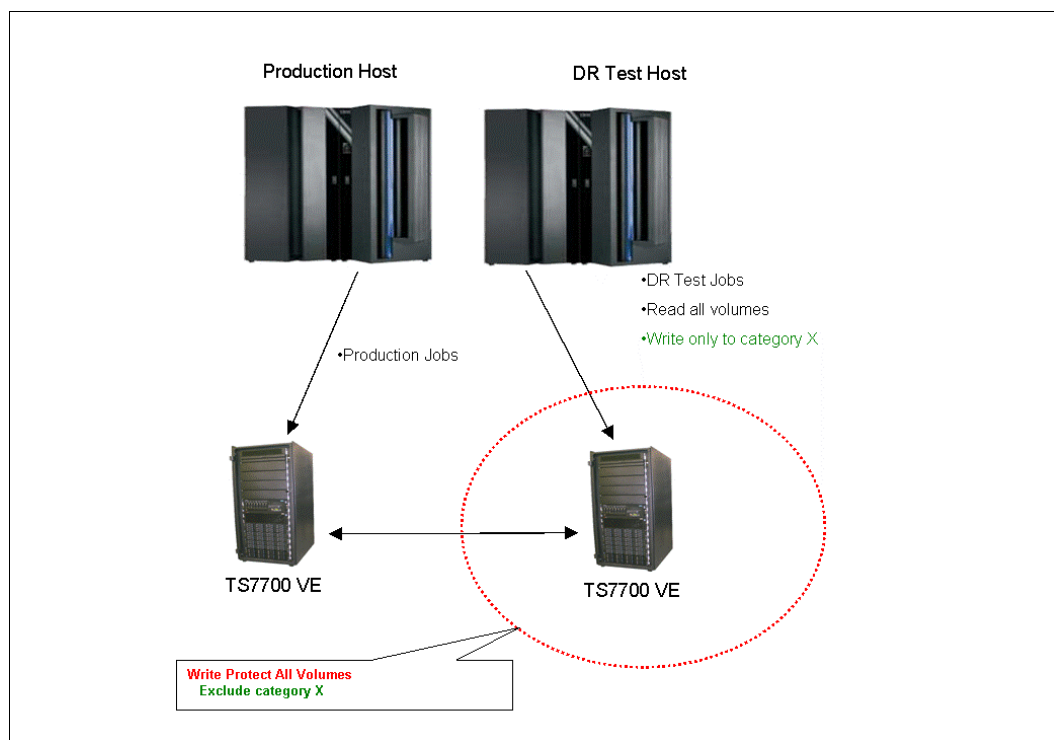 Production Host
DR Test Host
•DR Test Jobs
•Read all volumes
•Write only to category X
•Production Jobs
TS7700 VE
TS7700 VE
Write Protect All Volumes
Exclude category X